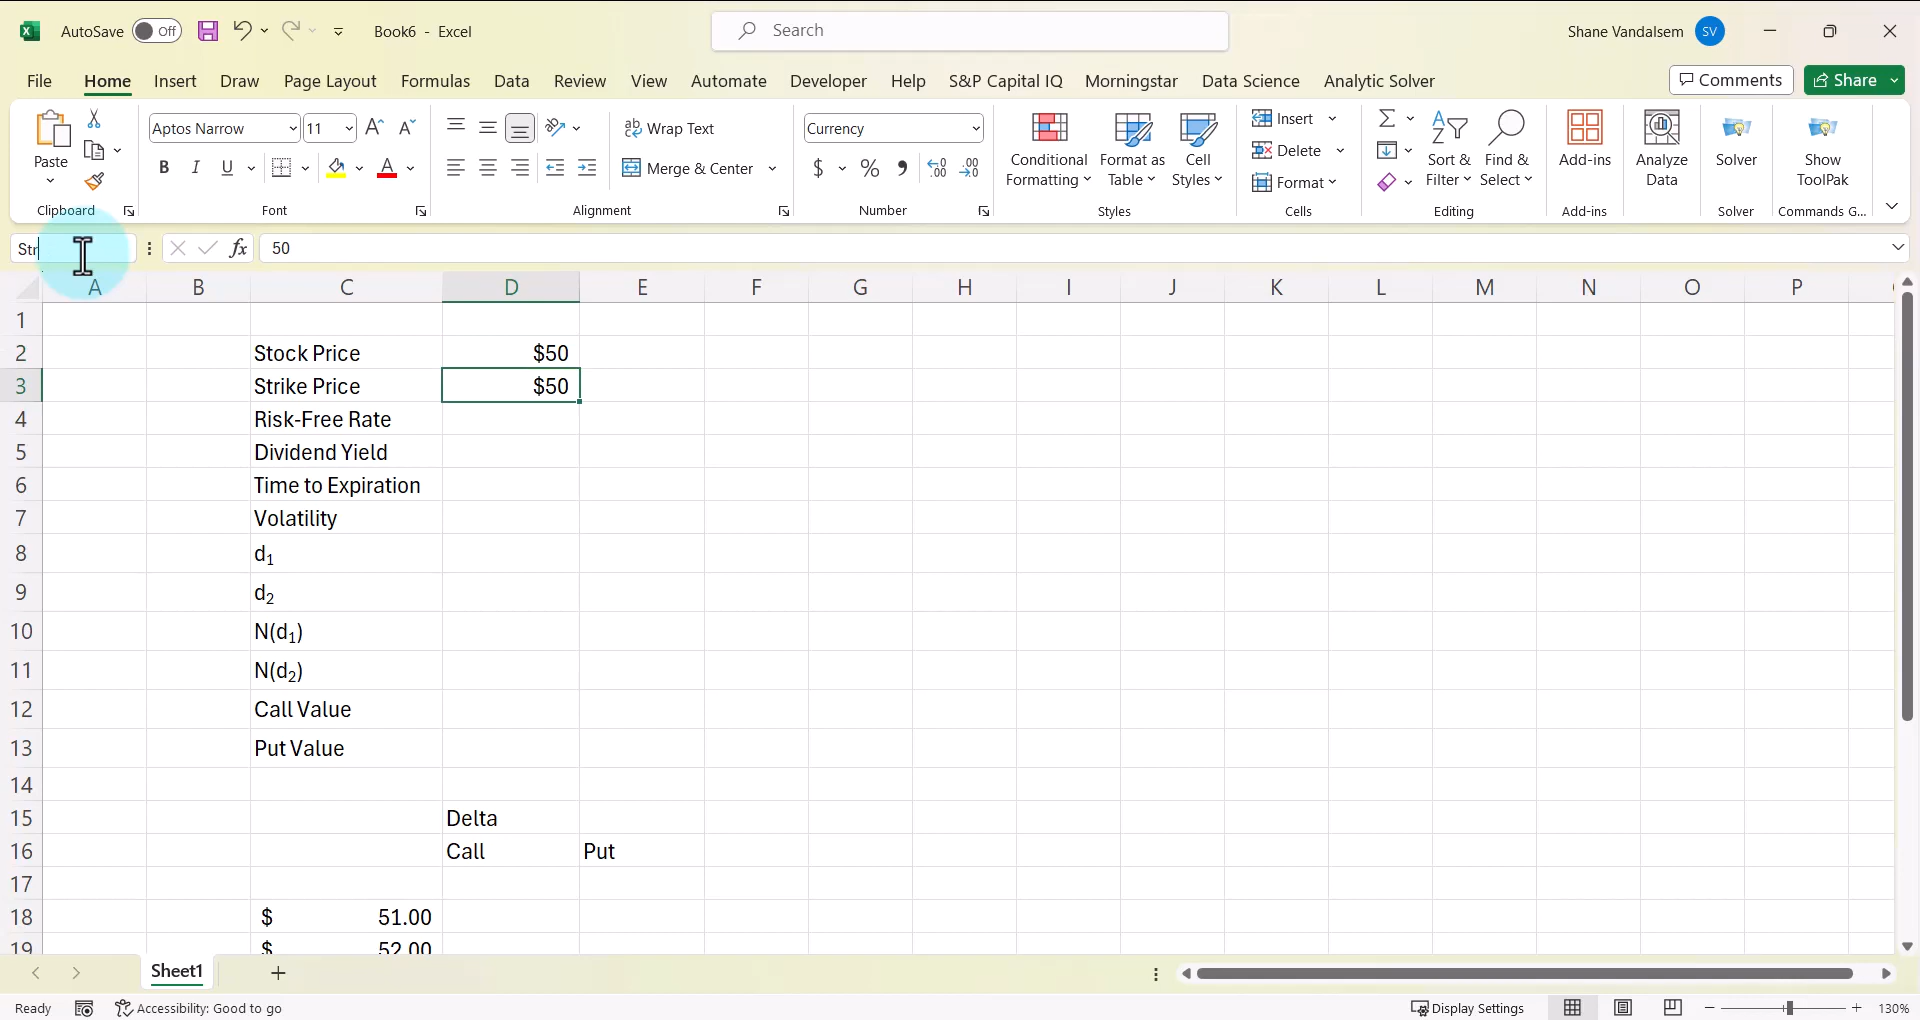 AutoSave Off Book6 - Excel Search Shane Vandalsem SV
File Home Insert Draw Page Layout Formulas Data Review View Automate Developer Help S&P Capital IQ Morningstar Data Science Analytic Solver Comments Share
Paste
Clipboard
Aptos Narrow 11 A A
B I U A
Font
ab Wrap Text
Merge & Center
Alignment
Currency
$ % , .00 .00
Number
Conditional Formatting
Format as Table
Cell Styles
Styles
Insert
Delete
Format
Cells
Sort & Filter
Find & Select
Editing
Add-ins
Add-ins
Analyze Data
Solver
Solver
Show ToolPak
Commands G...
Str fx 50
A B C D E F G H I J K L M N O P
1
2 Stock Price $50
3 Strike Price $50
4 Risk-Free Rate
5 Dividend Yield
6 Time to Expiration
7 Volatility
8 d1
9 d2
10 N(d1)
11 N(d2)
12 Call Value
13 Put Value
14
15 Delta
16 Call Put
17
18 $ 51.00
19 $ 52.00
Sheet1
Ready Accessibility: Good to go Display Settings 130%